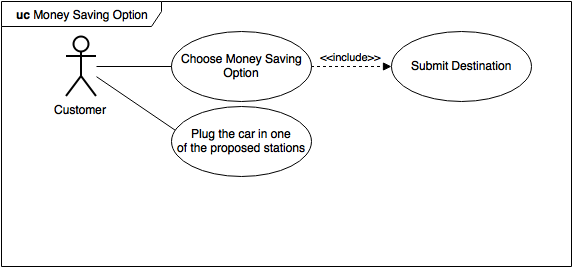 uc Money Saving Option
Choose Money Saving
Option
<<include>>
Submit Destination
Customer
Plug the car in one
of the proposed stations